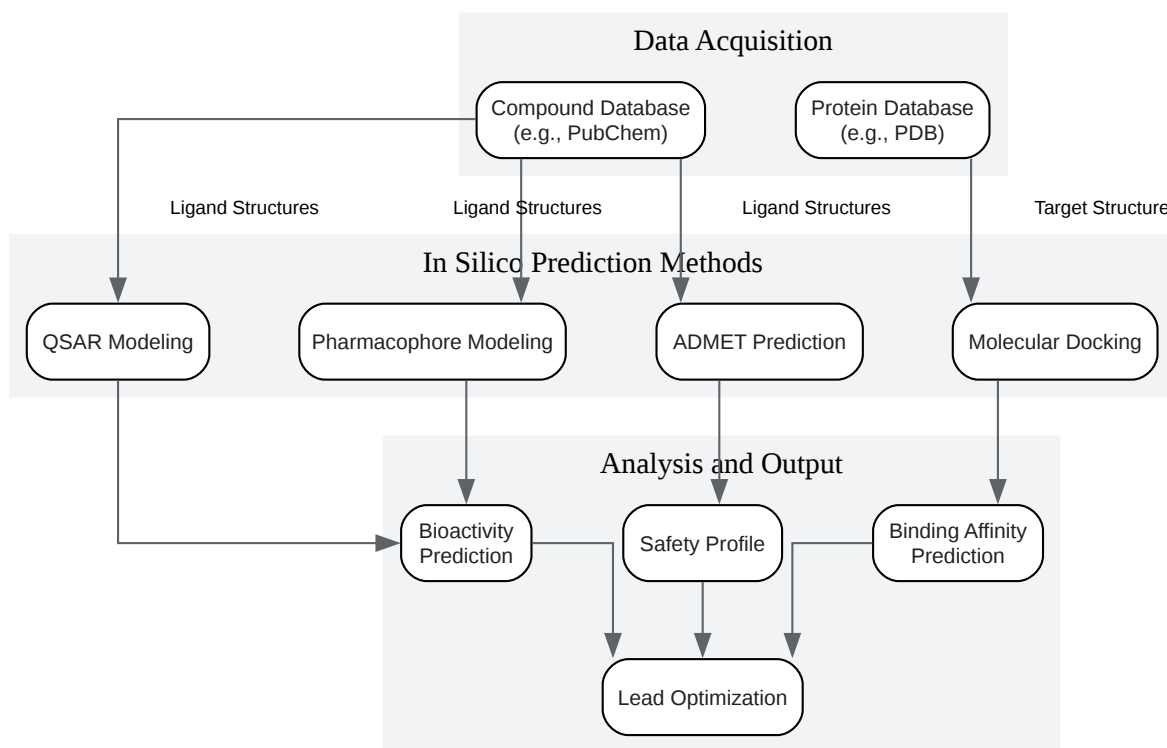 Data Acquisition
Compound Database
(e.g., PubChem)
Protein Database
(e.g., PDB)
Ligand Structures
Ligand Structures
Ligand Structures
Target Structure
In Silico Prediction Methods
QSAR Modeling
Pharmacophore Modeling
ADMET Prediction
Molecular Docking
Analysis and Output
Bioactivity
Prediction
Safety Profile
Binding Affinity
Prediction
Lead Optimization